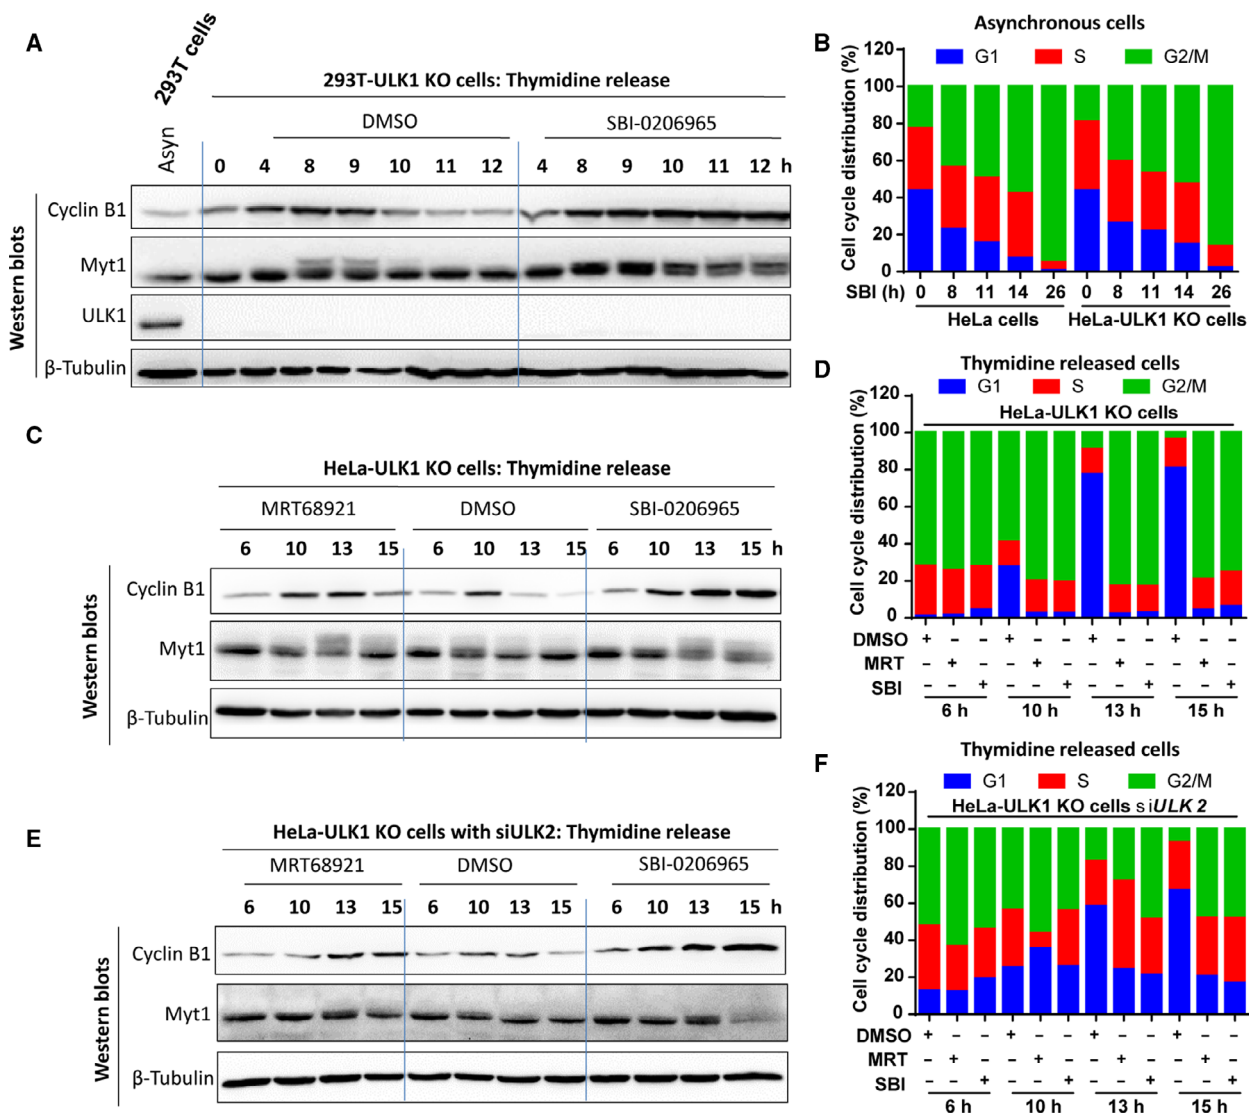 A
293T cells
Asyn
293T-ULK1 KO cells: Thymidine release
DMSO
SBI-0206965
0 4 8 9 10 11 12 4 8 9 10 11 12 h
Western blots
Cyclin B1
Myt1
ULK1
β-Tubulin
B
Asynchronous cells
G1 S G2/M
Cell cycle distribution (%)
120
100
80
60
40
20
0
SBI (h) 0 8 11 14 26 0 8 11 14 26
HeLa cells HeLa-ULK1 KO cells
C
HeLa-ULK1 KO cells: Thymidine release
MRT68921 DMSO SBI-0206965
6 10 13 15 6 10 13 15 6 10 13 15 h
Western blots
Cyclin B1
Myt1
β-Tubulin
D
Thymidine released cells
G1 S G2/M
HeLa-ULK1 KO cells
Cell cycle distribution (%)
120
100
80
60
40
20
0
DMSO + – – + – – + – – + – –
MRT – + – – + – – + – – + –
SBI – – + – – + – – + – – +
6 h 10 h 13 h 15 h
E
HeLa-ULK1 KO cells with siULK2: Thymidine release
MRT68921 DMSO SBI-0206965
6 10 13 15 6 10 13 15 6 10 13 15 h
Western blots
Cyclin B1
Myt1
β-Tubulin
F
Thymidine released cells
G1 S G2/M
HeLa-ULK1 KO cells siULK2
Cell cycle distribution (%)
120
100
80
60
40
20
0
DMSO + – – + – – + – – + – –
MRT – + – – + – – + – – + –
SBI – – + – – + – – + – – +
6 h 10 h 13 h 15 h